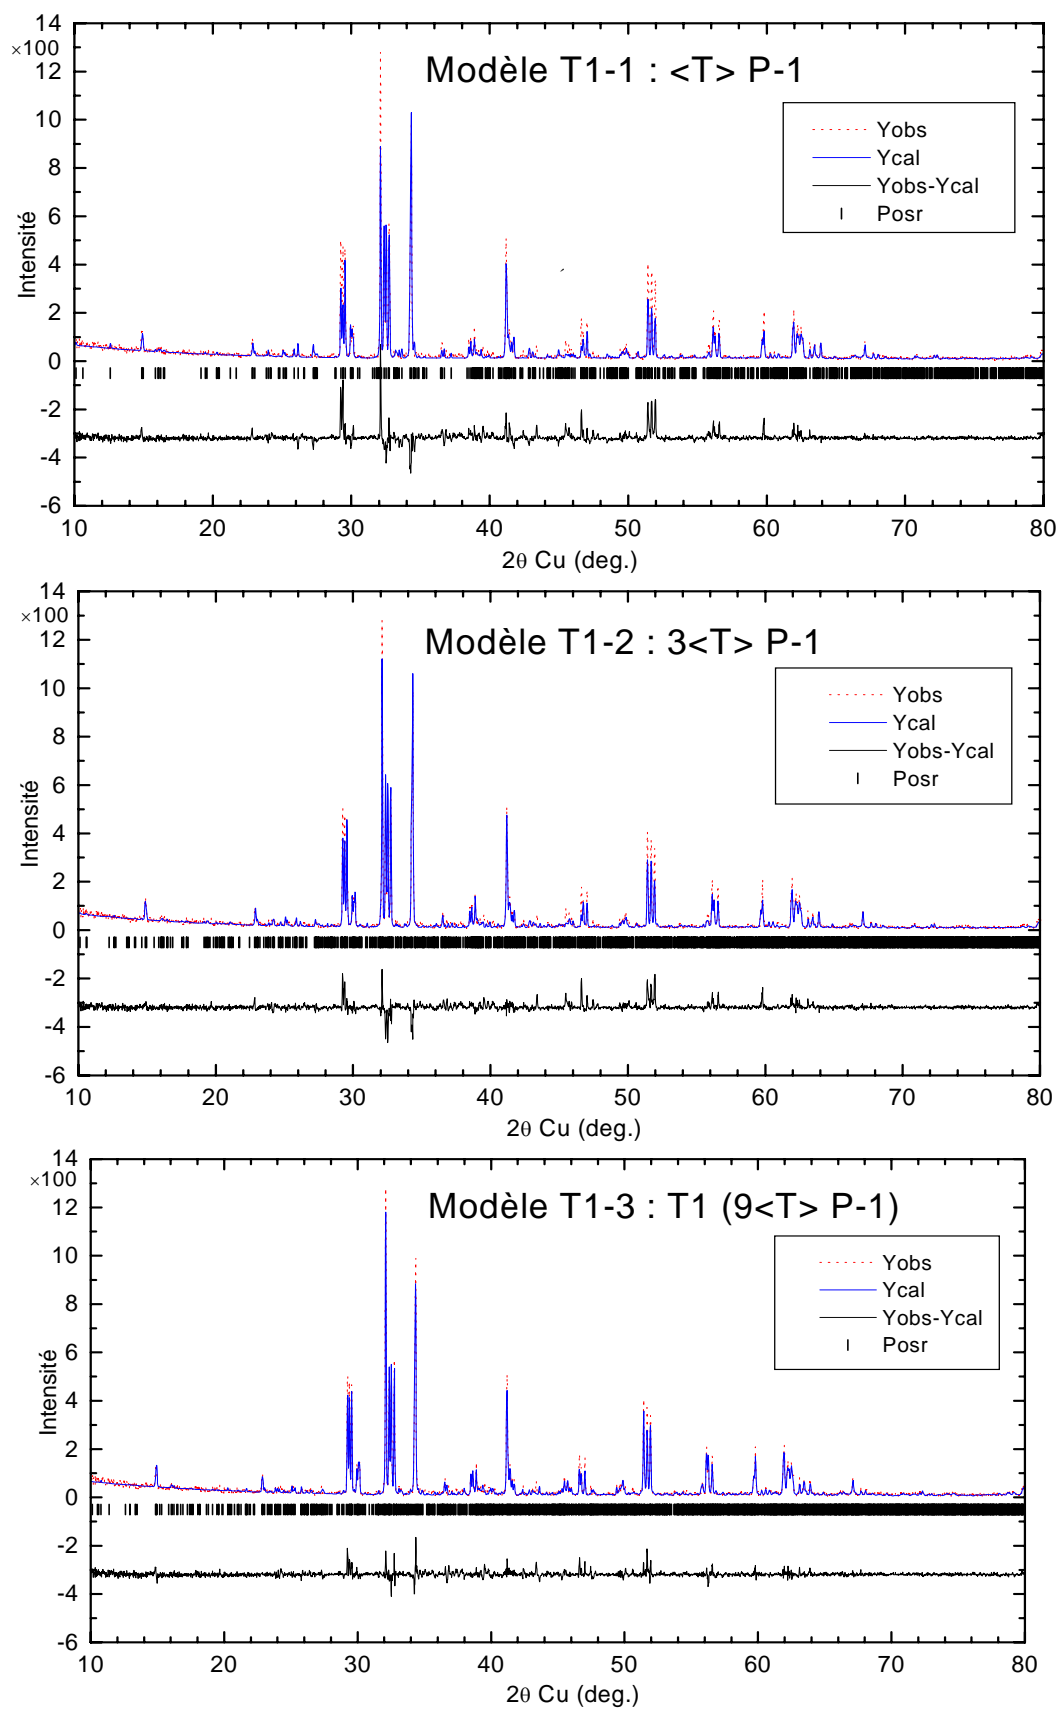 14
×100
12
10
8
6
4
2
0
-2
-4
-6
Intensité
Modèle T1-1 : <T> P-1
Yobs
Ycal
Yobs-Ycal
Posr
10 20 30 40 50 60 70 80
2θ Cu (deg.)
14
×100
12
10
8
6
4
2
0
-2
-4
-6
Intensité
Modèle T1-2 : 3<T> P-1
Yobs
Ycal
Yobs-Ycal
Posr
10 20 30 40 50 60 70 80
2θ Cu (deg.)
14
×100
12
10
8
6
4
2
0
-2
-4
-6
Intensité
Modèle T1-3 : T1 (9<T> P-1)
Yobs
Ycal
Yobs-Ycal
Posr
10 20 30 40 50 60 70 80
2θ Cu (deg.)